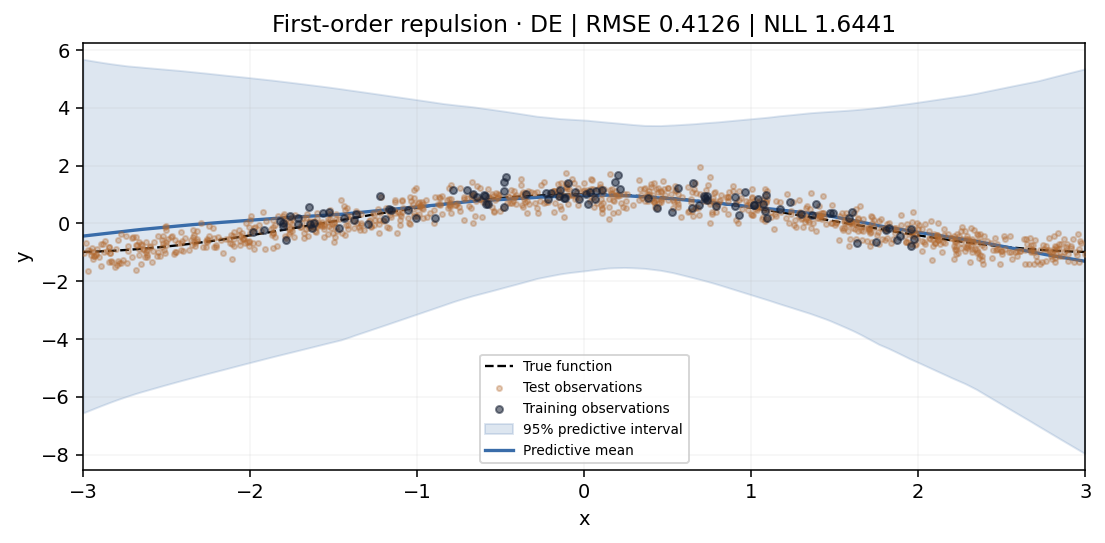 First-order repulsion · DE | RMSE 0.4126 | NLL 1.6441
6
4
2
0
−2
−4
−6
−8
y
True function
Test observations
Training observations
95% predictive interval
Predictive mean
−3
−2
−1
0
1
2
3
x